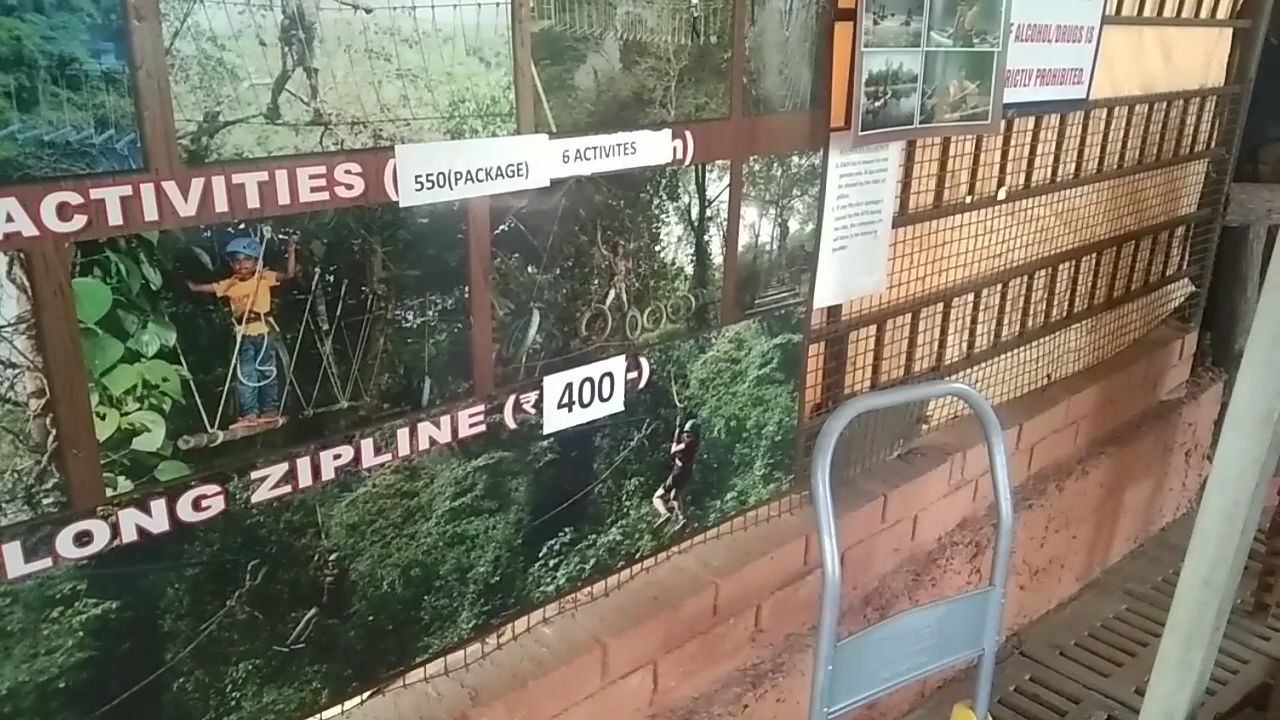 F ALCOHOL/DRUGS IS
RICTLY PROHIBITED.
ACTIVITIES (550(PACKAGE) 6 ACTIVITES n)
LONG ZIPLINE (₹ 400 /-)